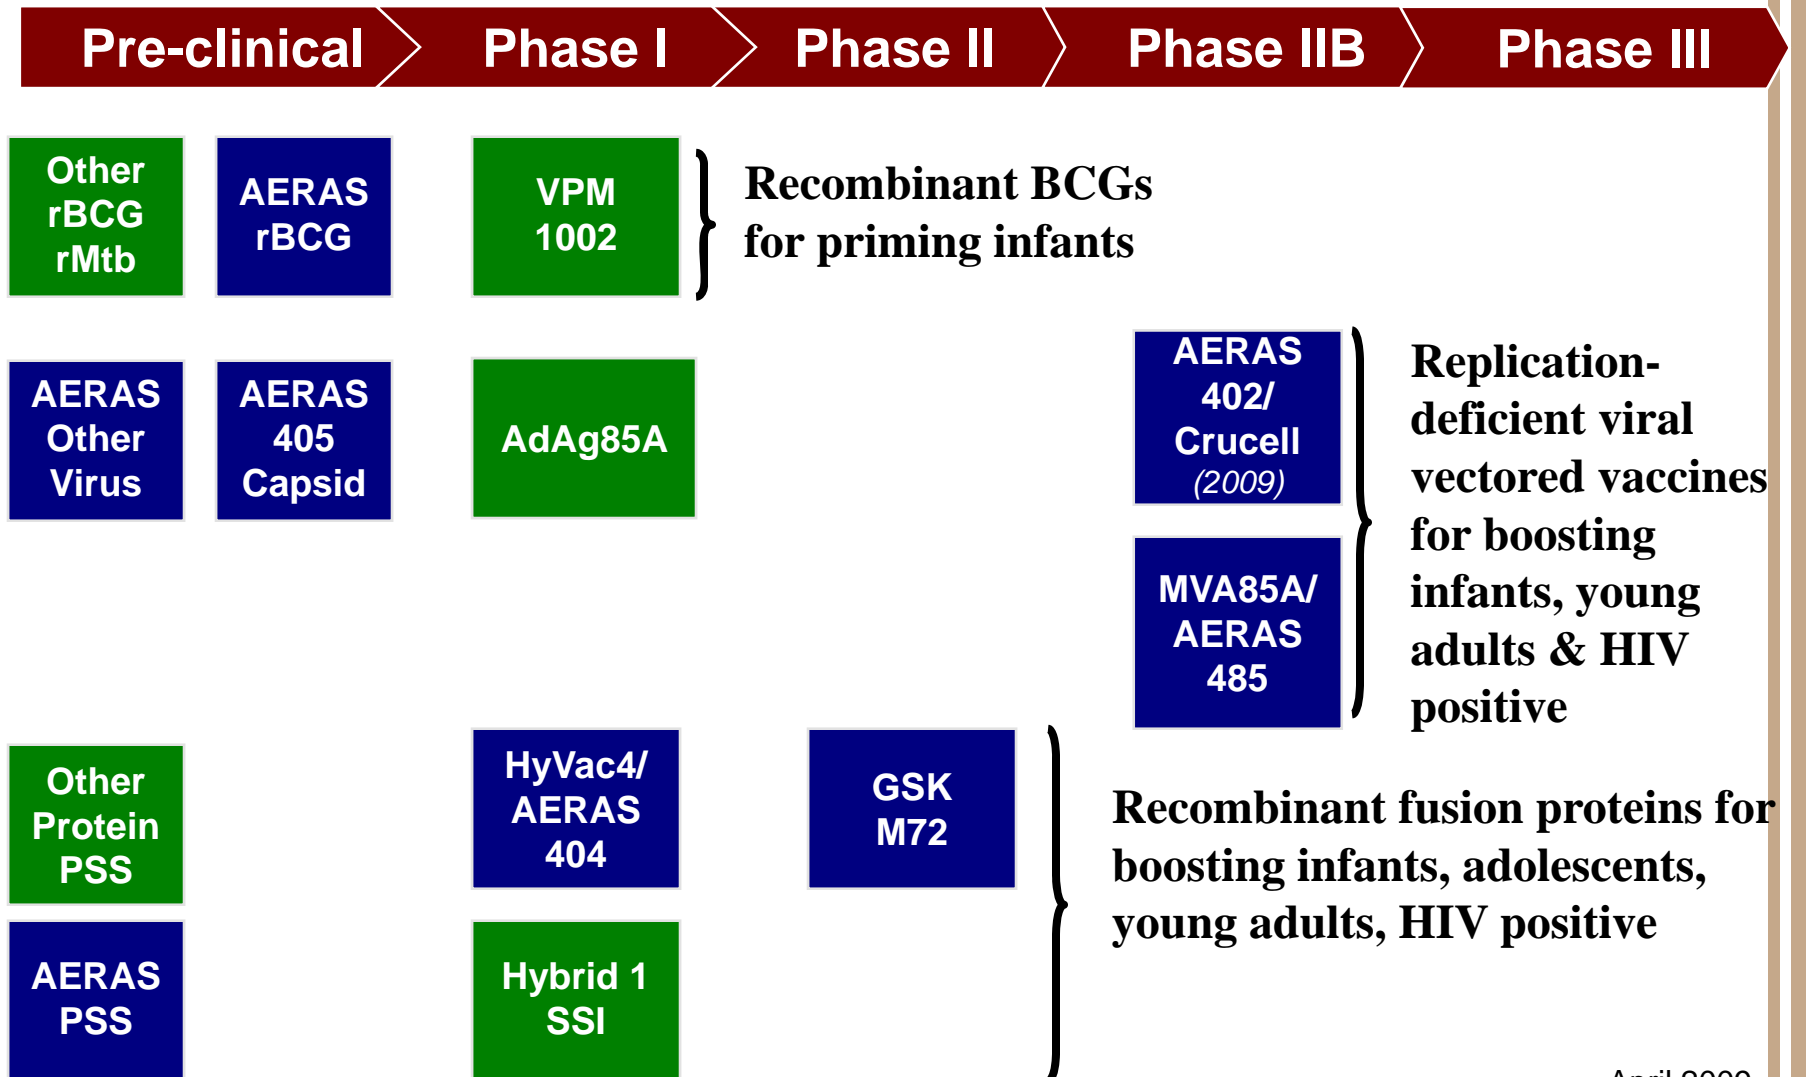 Pre-clinical
Phase I
Phase II
Phase IIB
Phase III
Other
rBCG
rMtb
AERAS
rBCG
VPM
1002
Recombinant BCGs
for priming infants
AERAS
Other
Virus
AERAS
405
Capsid
AdAg85A
AERAS
402/
Crucell
(2009)
MVA85A/
AERAS
485
Replication-
deficient viral
vectored vaccines
for boosting
infants, young
adults & HIV
positive
Other
Protein
PSS
HyVac4/
AERAS
404
GSK
M72
Recombinant fusion proteins for
boosting infants, adolescents,
young adults, HIV positive
AERAS
PSS
Hybrid 1
SSI
April 2009